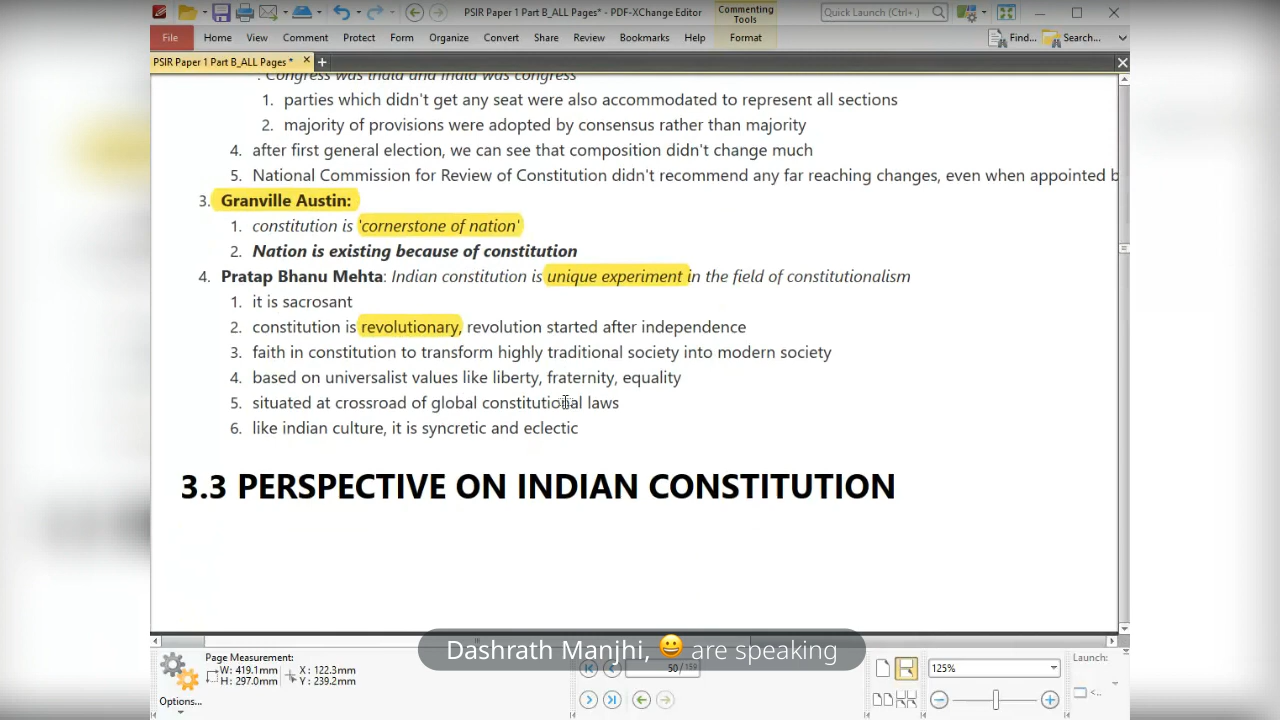 PSIR Paper 1 Part B_ALL Pages* - PDF-XChange Editor
Commenting Tools
Quick Launch (Ctrl+.)
File Home View Comment Protect Form Organize Convert Share Review Bookmarks Help Format Find... Search...
PSIR Paper 1 Part B_ALL Pages *
. Congress was India and India was congress
1. parties which didn't get any seat were also accommodated to represent all sections
2. majority of provisions were adopted by consensus rather than majority
4. after first general election, we can see that composition didn't change much
5. National Commission for Review of Constitution didn't recommend any far reaching changes, even when appointed b
3. Granville Austin:
1. constitution is 'cornerstone of nation'
2. Nation is existing because of constitution
4. Pratap Bhanu Mehta: Indian constitution is unique experiment in the field of constitutionalism
1. it is sacrosant
2. constitution is revolutionary, revolution started after independence
3. faith in constitution to transform highly traditional society into modern society
4. based on universalist values like liberty, fraternity, equality
5. situated at crossroad of global constitutional laws
6. like indian culture, it is syncretic and eclectic
3.3 PERSPECTIVE ON INDIAN CONSTITUTION
Dashrath Manjhi, 😀 are speaking
Page Measurement:
W: 419.1mm X: 122.3mm
H: 297.0mm Y: 239.2mm
Options...
50 / 159
125%
Launch: